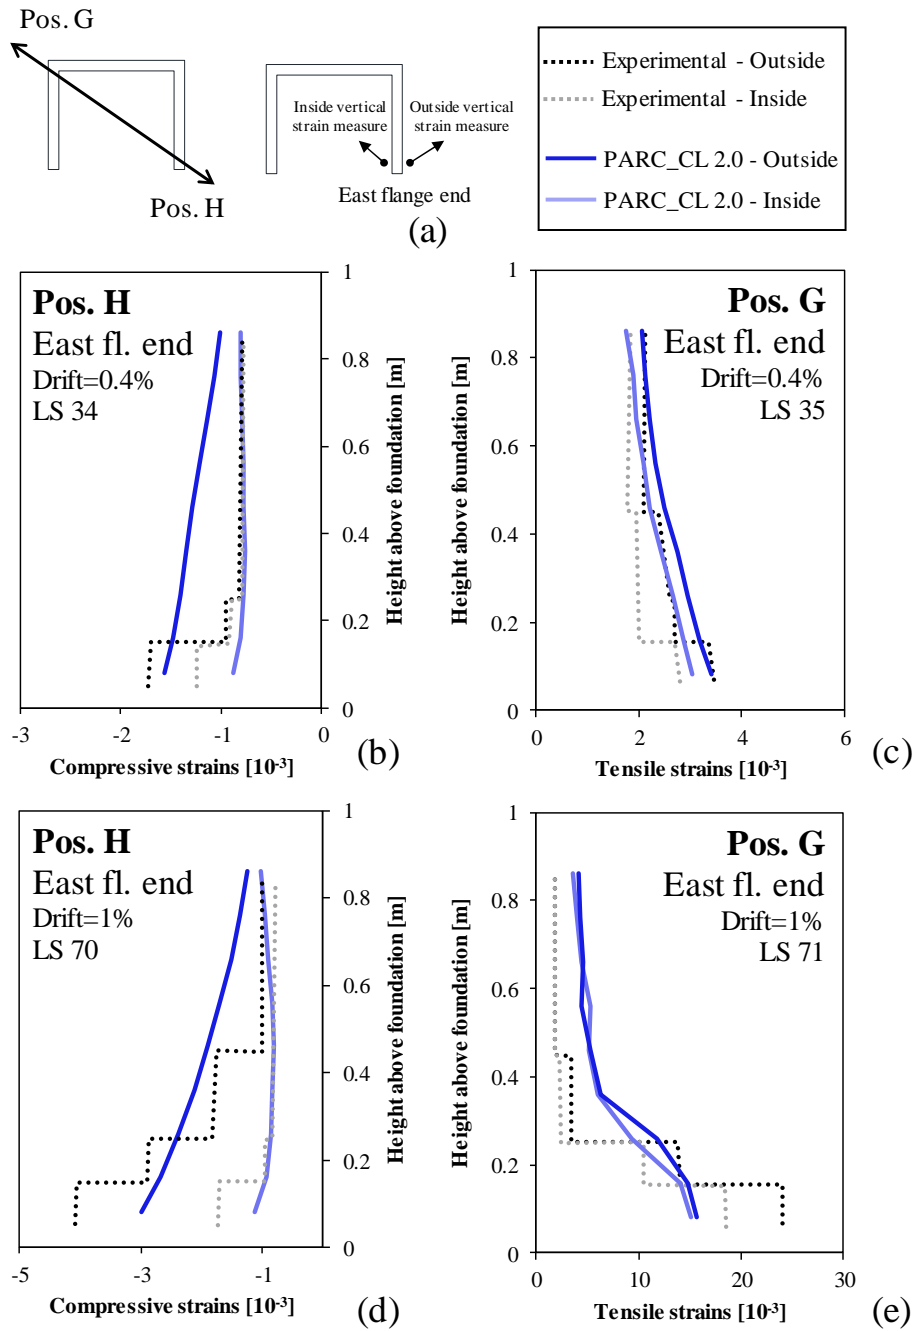 Pos. G
Pos. H
Inside vertical
strain measure
Outside vertical
strain measure
East flange end
(a)
Experimental - Outside
Experimental - Inside
PARC_CL 2.0 - Outside
PARC_CL 2.0 - Inside
Pos. H
East fl. end
Drift=0.4%
LS 34
1
0.8
0.6
0.4
0.2
0
Height above foundation [m]
-3
-2
-1
0
Compressive strains [10-3]
(b)
Pos. G
East fl. end
Drift=0.4%
LS 35
1
0.8
0.6
0.4
0.2
0
Height above foundation [m]
0
2
4
6
Tensile strains [10-3]
(c)
Pos. H
East fl. end
Drift=1%
LS 70
1
0.8
0.6
0.4
0.2
0
Height above foundation [m]
-5
-3
-1
Compressive strains [10-3]
(d)
Pos. G
East fl. end
Drift=1%
LS 71
1
0.8
0.6
0.4
0.2
0
Height above foundation [m]
0
10
20
30
Tensile strains [10-3]
(e)